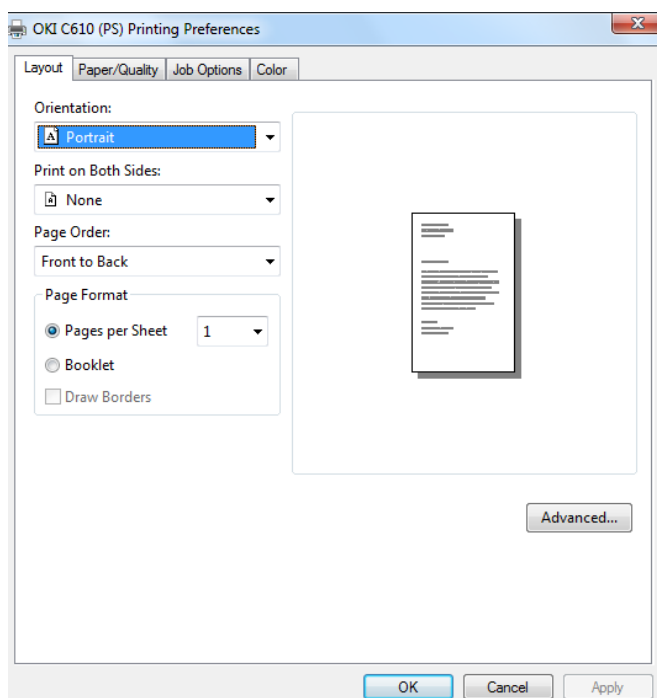 OKI C610 (PS) Printing Preferences
Layout Paper/Quality Job Options Color
Orientation:
A Portrait
Print on Both Sides:
None
Page Order:
Front to Back
Page Format
Pages per Sheet 1
Booklet
Draw Borders
Advanced...
OK Cancel Apply